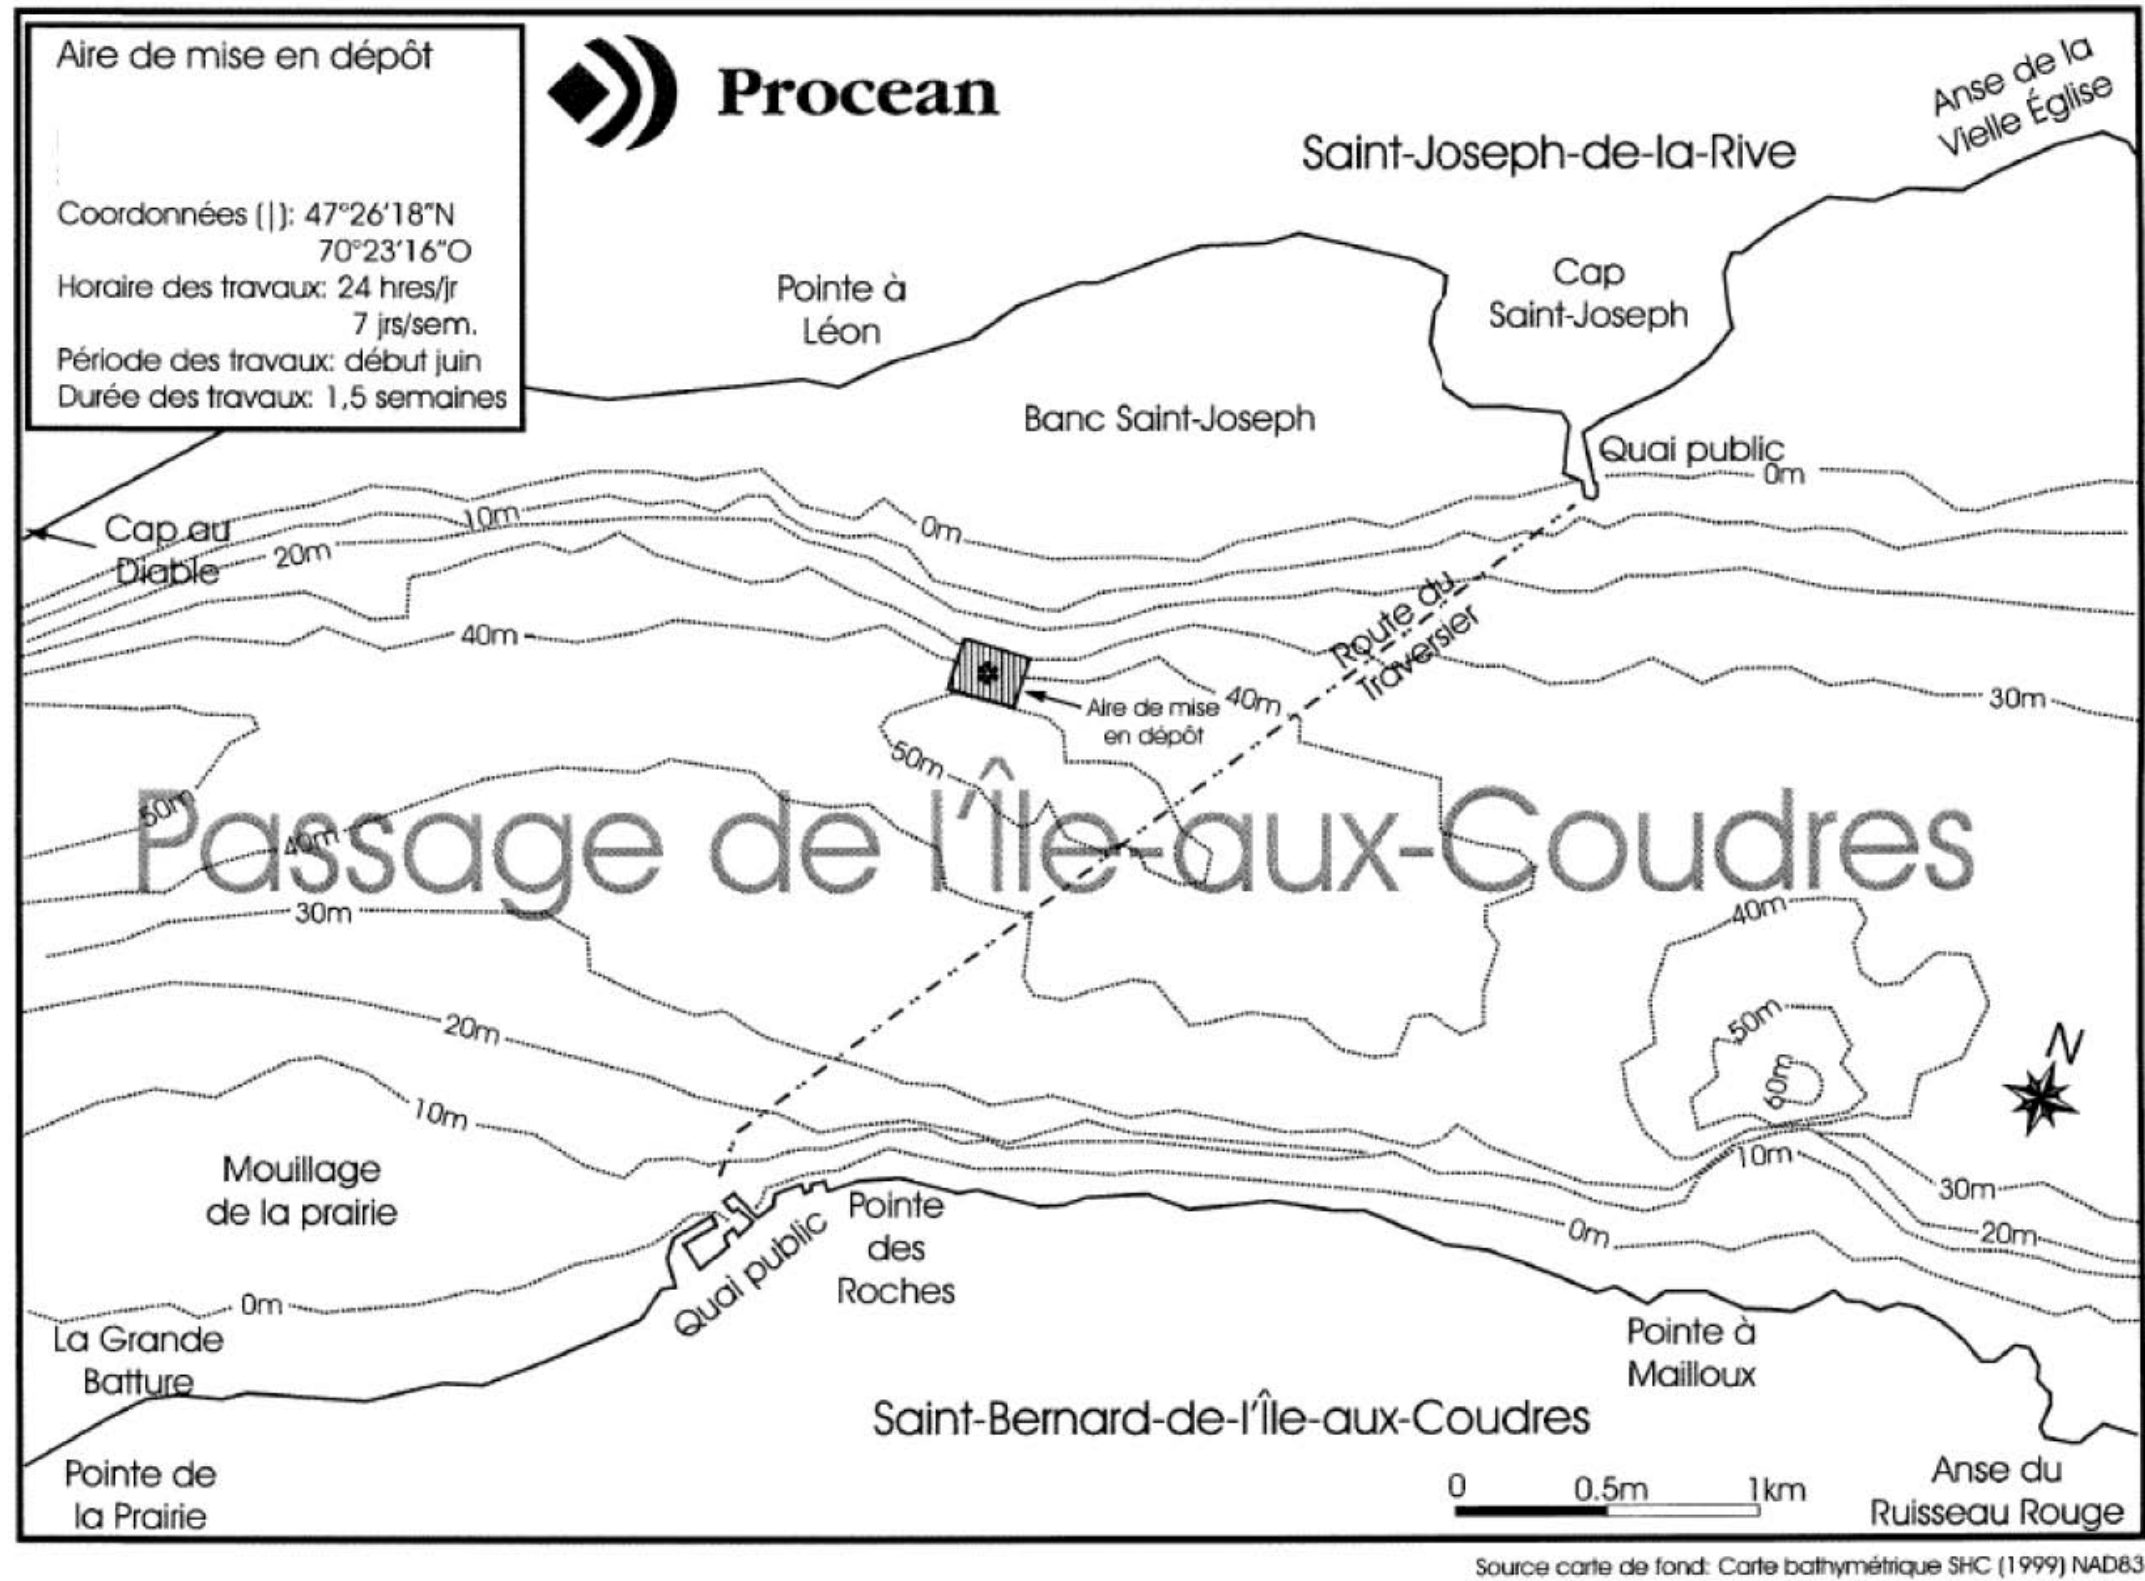 Aire de mise en dépôt
Coordonnées (|): 47°26'18"N
70°23'16"O
Horaire des travaux: 24 hres/jr
7 jrs/sem.
Période des travaux: début juin
Durée des travaux: 1,5 semaines
Procean
Anse de la
Vielle Église
Saint-Joseph-de-la-Rive
Cap
Saint-Joseph
Pointe à
Léon
Banc Saint-Joseph
Quai public
0m
Cap au
Diable
10m
20m
0m
Route du
Traversier
40m
Aire de mise
en dépôt
40m
30m
50m
50m
Passage de l'Île-aux-Coudres
40m
30m
40m
20m
50m
60m
N
10m
Mouillage
de la prairie
10m
30m
20m
0m
Pointe
des
Roches
Quai public
0m
La Grande
Batture
Pointe à
Mailloux
Saint-Bernard-de-l'Île-aux-Coudres
Pointe de
la Prairie
0 0.5m 1km
Anse du
Ruisseau Rouge
Source carte de fond: Carte bathymétrique SHC (1999) NAD83